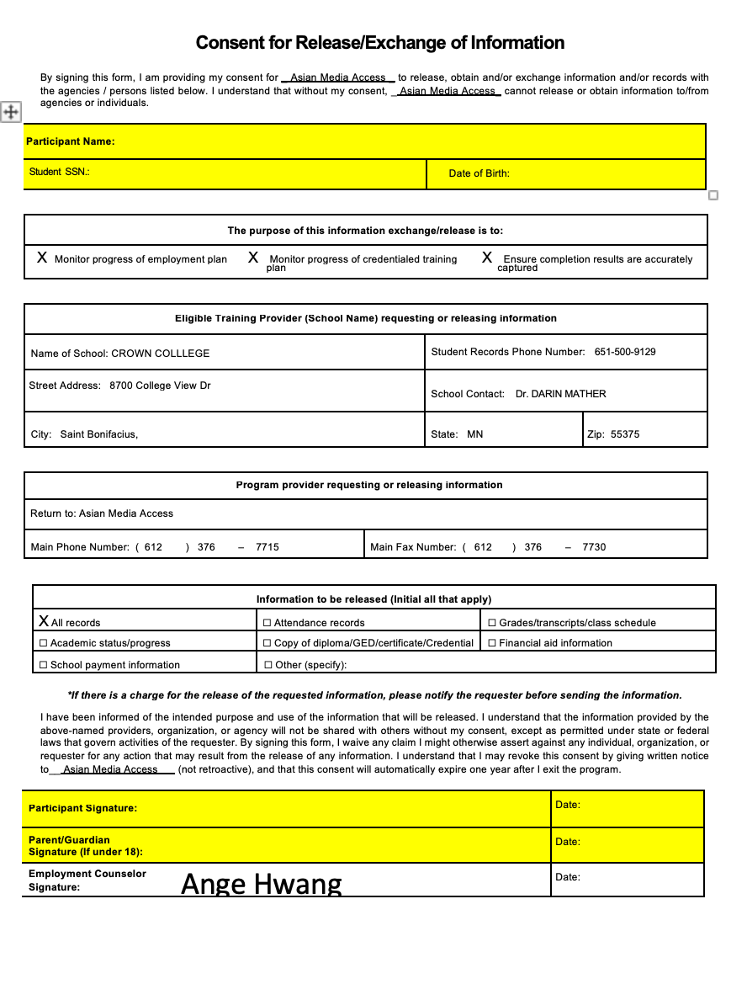 Consent for Release/Exchange of Information
By signing this form, I am providing my consent for __Asian Media Access__ to release, obtain and/or exchange information and/or records with
the agencies / persons listed below. I understand that without my consent, _Asian Media Access_ cannot release or obtain information to/from
agencies or individuals.
Participant Name:
Student SSN.:
Date of Birth:
The purpose of this information exchange/release is to:
X Monitor progress of employment plan
X Monitor progress of credentialed training
plan
X Ensure completion results are accurately
captured
Eligible Training Provider (School Name) requesting or releasing information
Name of School: CROWN COLLLEGE
Student Records Phone Number: 651-500-9129
Street Address: 8700 College View Dr
School Contact: Dr. DARIN MATHER
City: Saint Bonifacius,
State: MN
Zip: 55375
Program provider requesting or releasing information
Return to: Asian Media Access
Main Phone Number: ( 612 ) 376 – 7715
Main Fax Number: ( 612 ) 376 – 7730
Information to be released (Initial all that apply)
X All records
☐ Attendance records
☐ Grades/transcripts/class schedule
☐ Academic status/progress
☐ Copy of diploma/GED/certificate/Credential
☐ Financial aid information
☐ School payment information
☐ Other (specify):
*If there is a charge for the release of the requested information, please notify the requester before sending the information.
I have been informed of the intended purpose and use of the information that will be released. I understand that the information provided by the
above-named providers, organization, or agency will not be shared with others without my consent, except as permitted under state or federal
laws that govern activities of the requester. By signing this form, I waive any claim I might otherwise assert against any individual, organization, or
requester for any action that may result from the release of any information. I understand that I may revoke this consent by giving written notice
to__Asian Media Access___ (not retroactive), and that this consent will automatically expire one year after I exit the program.
Participant Signature:
Date:
Parent/Guardian
Signature (If under 18):
Date:
Employment Counselor
Signature:
Ange Hwang
Date: